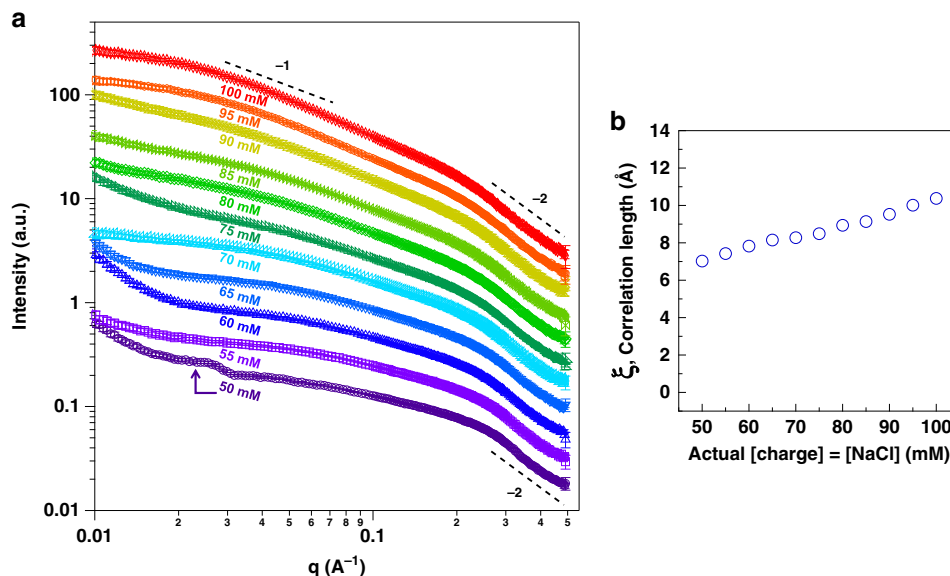 a
Intensity (a.u.)
100
10
1
0.1
0.01
–1
–2
100 mM
95 mM
90 mM
85 mM
80 mM
75 mM
70 mM
65 mM
60 mM
55 mM
50 mM
–2
0.01
2
3
4
5
6
7
8
9
0.1
2
3
4
5
q (A⁻¹)
b
ξ, Correlation length (Å)
14
12
10
8
6
4
2
0
50 60 70 80 90 100
Actual [charge] = [NaCl] (mM)